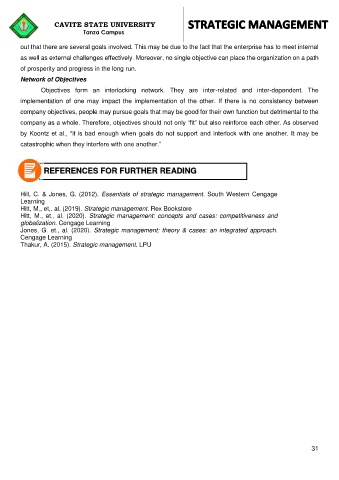 CAVITE STATE UNIVERSITY
Tanza Campus
STRATEGIC MANAGEMENT
out that there are several goals involved. This may be due to the fact that the enterprise has to meet internal
as well as external challenges effectively. Moreover, no single objective can place the organization on a path
of prosperity and progress in the long run.
Network of Objectives
Objectives form an interlocking network. They are inter-related and inter-dependent. The
implementation of one may impact the implementation of the other. If there is no consistency between
company objectives, people may pursue goals that may be good for their own function but detrimental to the
company as a whole. Therefore, objectives should not only “fit” but also reinforce each other. As observed
by Koontz et al., “it is bad enough when goals do not support and interlock with one another. It may be
catastrophic when they interfere with one another.”
REFERENCES FOR FURTHER READING
Hill, C. & Jones, G. (2012). Essentials of strategic management. South Western Cengage
Learning
Hitt, M., et., al. (2019). Strategic management. Rex Bookstore
Hitt, M., et., al. (2020). Strategic management: concepts and cases: competitiveness and
globalization. Cengage Learning
Jones, G. et., al. (2020). Strategic management: theory & cases: an integrated approach.
Cengage Learning
Thakur, A. (2015). Strategic management. LPU
31